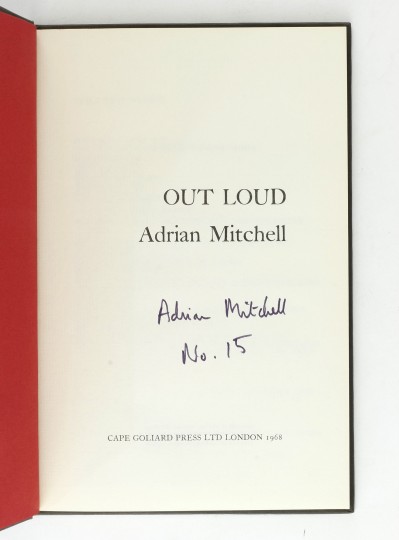 OUT LOUD
Adrian Mitchell
Adrian Mitchell
No. 15
CAPE GOLIARD PRESS LTD LONDON 1968